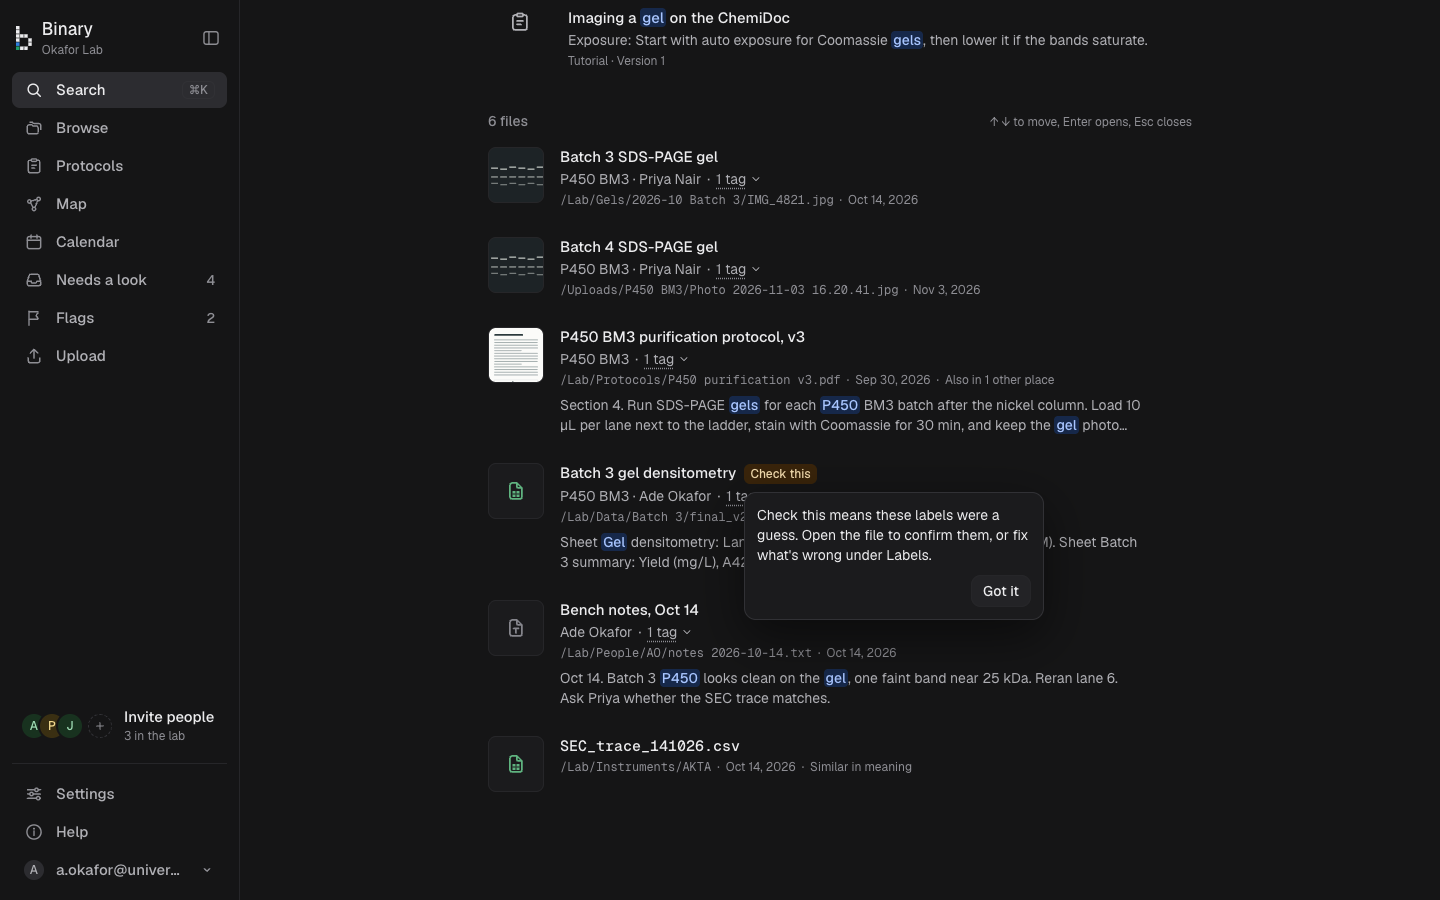 Binary
Okafor Lab
Search ⌘K
Browse
Protocols
Map
Calendar
Needs a look 4
Flags 2
Upload
A P J +
Invite people
3 in the lab
Settings
Help
A a.okafor@univer...
Imaging a gel on the ChemiDoc
Exposure: Start with auto exposure for Coomassie gels, then lower it if the bands saturate.
Tutorial · Version 1
6 files
↑↓ to move, Enter opens, Esc closes
Batch 3 SDS-PAGE gel
P450 BM3 · Priya Nair · 1 tag
/Lab/Gels/2026-10 Batch 3/IMG_4821.jpg · Oct 14, 2026
Batch 4 SDS-PAGE gel
P450 BM3 · Priya Nair · 1 tag
/Uploads/P450 BM3/Photo 2026-11-03 16.20.41.jpg · Nov 3, 2026
P450 BM3 purification protocol, v3
P450 BM3 · 1 tag
/Lab/Protocols/P450 purification v3.pdf · Sep 30, 2026 · Also in 1 other place
Section 4. Run SDS-PAGE gels for each P450 BM3 batch after the nickel column. Load 10
µL per lane next to the ladder, stain with Coomassie for 30 min, and keep the gel photo…
Batch 3 gel densitometry Check this
P450 BM3 · Ade Okafor · 1 ta
/Lab/Data/Batch 3/final_v2
Sheet Gel densitometry: Lan M). Sheet Batch
3 summary: Yield (mg/L), A42
Check this means these labels were a
guess. Open the file to confirm them, or fix
what's wrong under Labels.
Got it
Bench notes, Oct 14
Ade Okafor · 1 tag
/Lab/People/AO/notes 2026-10-14.txt · Oct 14, 2026
Oct 14. Batch 3 P450 looks clean on the gel, one faint band near 25 kDa. Reran lane 6.
Ask Priya whether the SEC trace matches.
SEC_trace_141026.csv
/Lab/Instruments/AKTA · Oct 14, 2026 · Similar in meaning